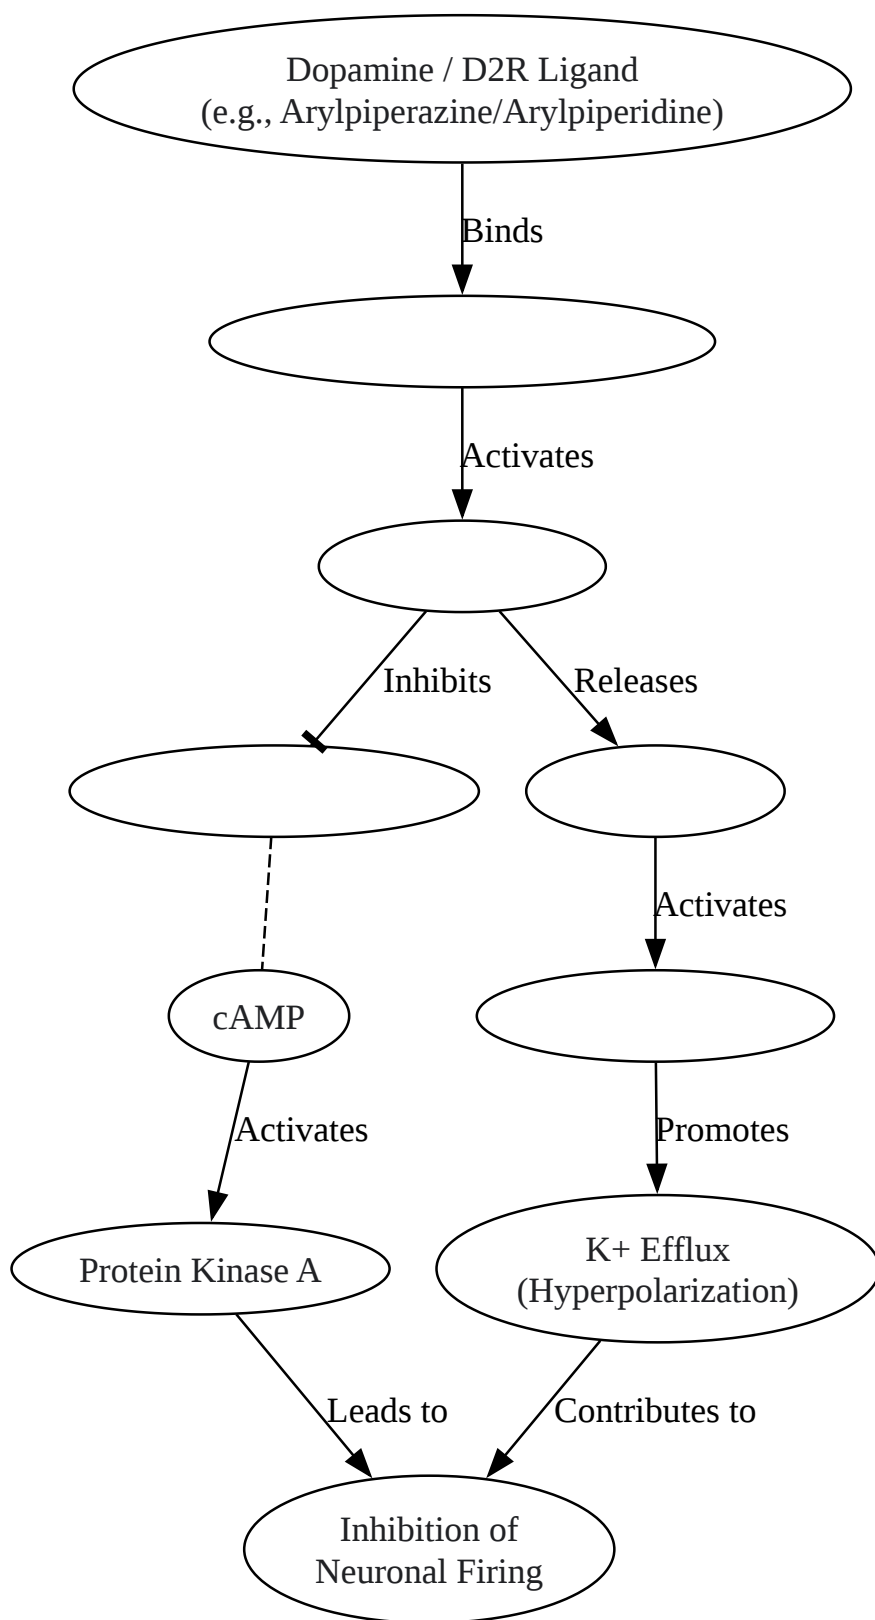 Dopamine / D2R Ligand
(e.g., Arylpiperazine/Arylpiperidine)
Binds
Activates
Inhibits
Releases
Activates
cAMP
Activates
Promotes
Protein Kinase A
K+ Efflux
(Hyperpolarization)
Leads to
Contributes to
Inhibition of
Neuronal Firing